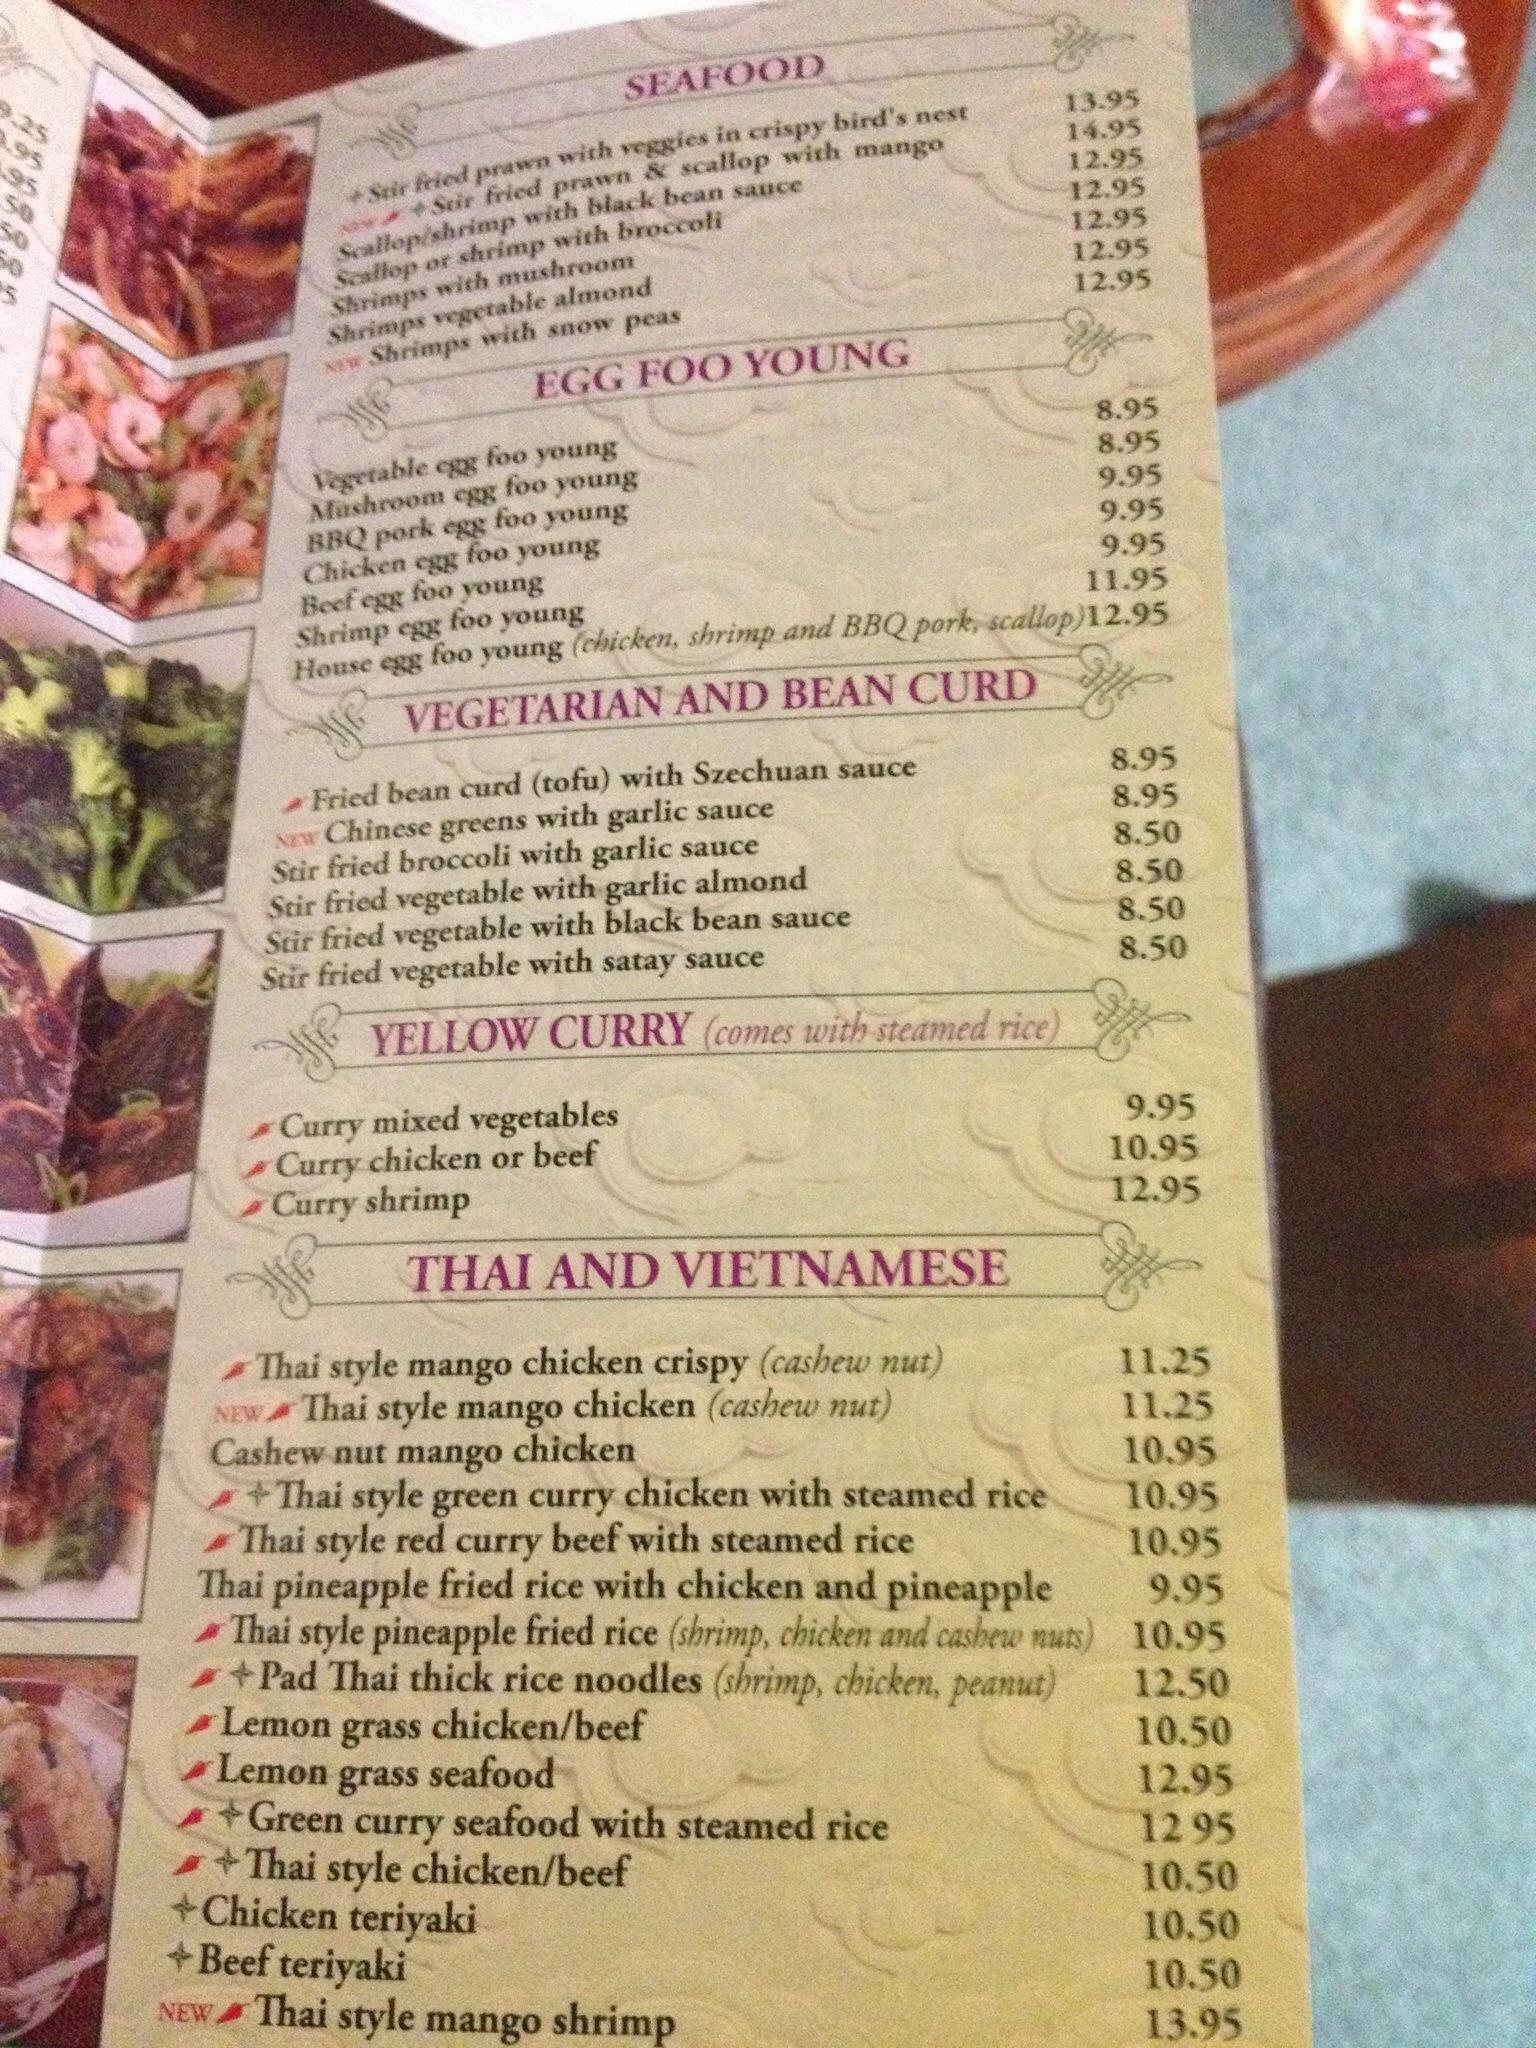 9.25
SEAFOOD
Stir fried prawn with veggies in crispy bird's nest 13.95
NEW Stir fried prawn & scallop with mango 14.95
Scallop/shrimp with black bean sauce 12.95
Scallop or shrimp with broccoli 12.95
Shrimps with mushroom 12.95
Shrimps vegetable almond 12.95
NEW Shrimps with snow peas 12.95
EGG FOO YOUNG
Vegetable egg foo young 8.95
Mushroom egg foo young 8.95
BBQ pork egg foo young 9.95
Chicken egg foo young 9.95
Beef egg foo young 9.95
Shrimp egg foo young 11.95
House egg foo young (chicken, shrimp and BBQ pork, scallop) 12.95
VEGETARIAN AND BEAN CURD
Fried bean curd (tofu) with Szechuan sauce 8.95
NEW Chinese greens with garlic sauce 8.95
Stir fried broccoli with garlic sauce 8.50
Stir fried vegetable with garlic almond 8.50
Stir fried vegetable with black bean sauce 8.50
Stir fried vegetable with satay sauce 8.50
YELLOW CURRY (comes with steamed rice)
Curry mixed vegetables 9.95
Curry chicken or beef 10.95
Curry shrimp 12.95
THAI AND VIETNAMESE
Thai style mango chicken crispy (cashew nut) 11.25
NEW Thai style mango chicken (cashew nut) 11.25
Cashew nut mango chicken 10.95
Thai style green curry chicken with steamed rice 10.95
Thai style red curry beef with steamed rice 10.95
Thai pineapple fried rice with chicken and pineapple 9.95
Thai style pineapple fried rice (shrimp, chicken and cashew nuts) 10.95
Pad Thai thick rice noodles (shrimp, chicken, peanut) 12.50
Lemon grass chicken/beef 10.50
Lemon grass seafood 12.95
Green curry seafood with steamed rice 12 95
Thai style chicken/beef 10.50
Chicken teriyaki 10.50
Beef teriyaki 10.50
NEW Thai style mango shrimp 13.95